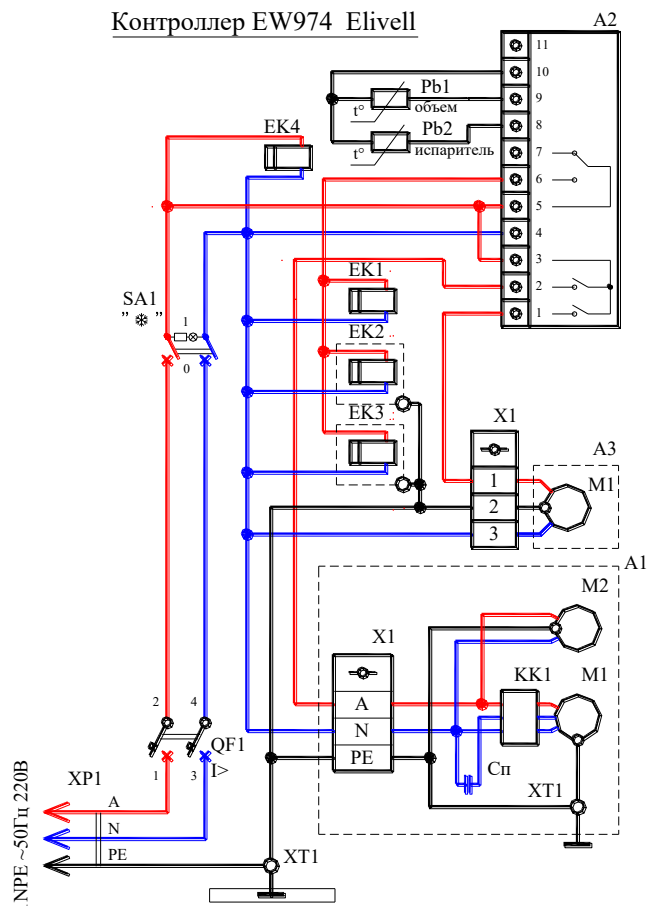 Контроллер EW974 Elivell
A2
11
10
Pb1
9
t°
объем
Pb2
8
EK4
t°
испаритель
7
6
5
4
EK1
3
SA1
2
" ❄ "
1
1
EK2
0
EK3
X1
A3
1
M1
2
3
A1
M2
X1
KK1
M1
A
2
4
N
QF1
PE
1
3
I>
Сп
XP1
XT1
A
N
PE
XT1
NPE ~50Гц 220В